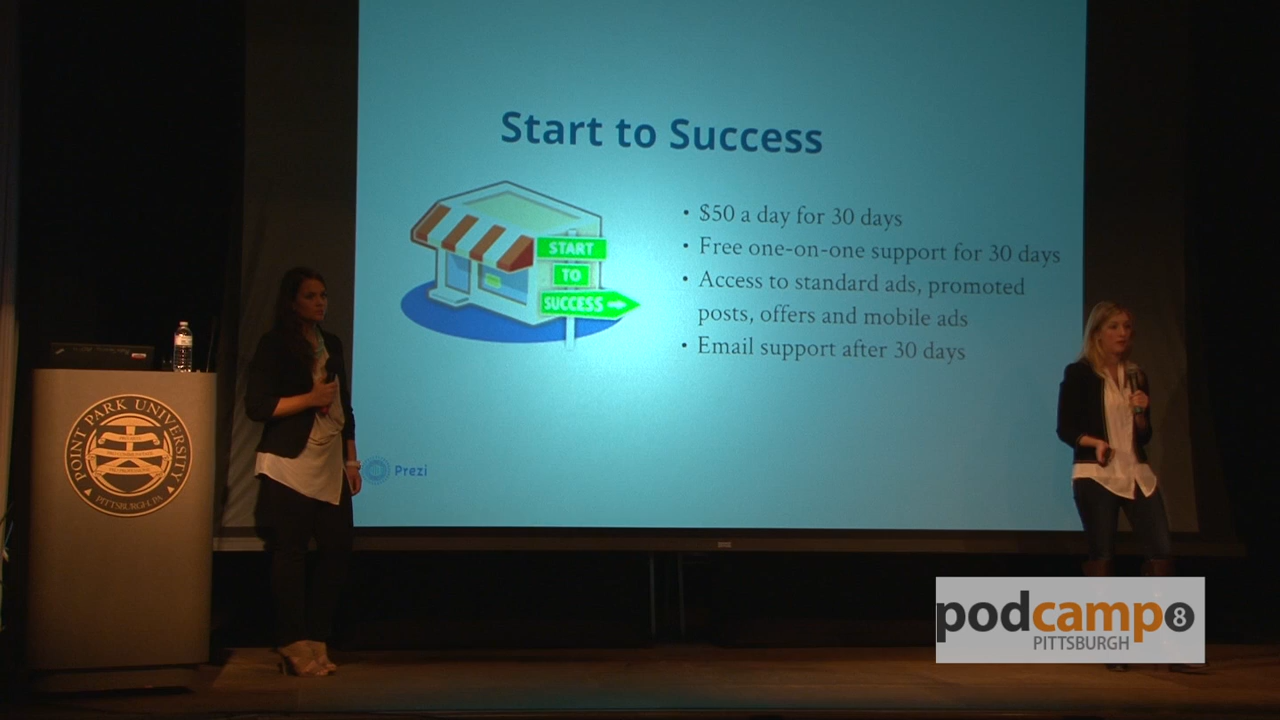 Start to Success
START
TO
SUCCESS
• $50 a day for 30 days
• Free one-on-one support for 30 days
• Access to standard ads, promoted
posts, offers and mobile ads
• Email support after 30 days
Prezi
POINT PARK UNIVERSITY
PITTSBURGH, PA
podcamp8
PITTSBURGH